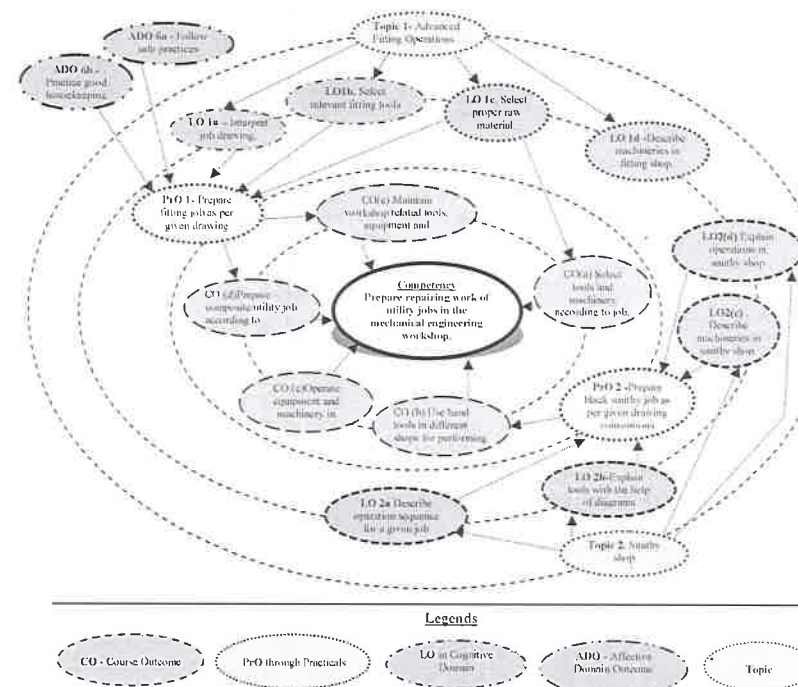 Topic 1- Advanced
Fitting Operations
ADO 6a - Follow
safe practices
ADO 6b -
Practice good
housekeeping
LO1b. Select
relevant fitting tools
LO 1c. Select
proper raw
material
LO 1a - Interpret
job drawing.
LO 1d -Describe
machineries in
fitting shop.
PrO 1- Prepare
fitting job as per
given drawing
CO(e) Maintain
workshop related tools,
equipment and
LO2(d) Explain
operations in
smithy shop
CO(a) Select
tools and
machinery
according to job,
Competency
Prepare repairing work of
utility jobs in the
mechanical engineering
workshop.
CO (d)Prepare
composite utility job
according to
LO2(c) -
Describe
machineries in
smithy shop
PrO 2 -Prepare
black smithy job as
per given drawing
CO (c)Operate
equipment and
machinery in
CO (b) Use hand
tools in different
shops for performing
LO 2b-Explain
tools with the help
of diagrams
LO 2a Describe
operation sequence
for a given job
Topic 2. Smithy
shop
Legends
CO - Course Outcome
PrO through Practicals
LO in Cognitive
Domain
ADO - Affective
Domain Outcome
Topic